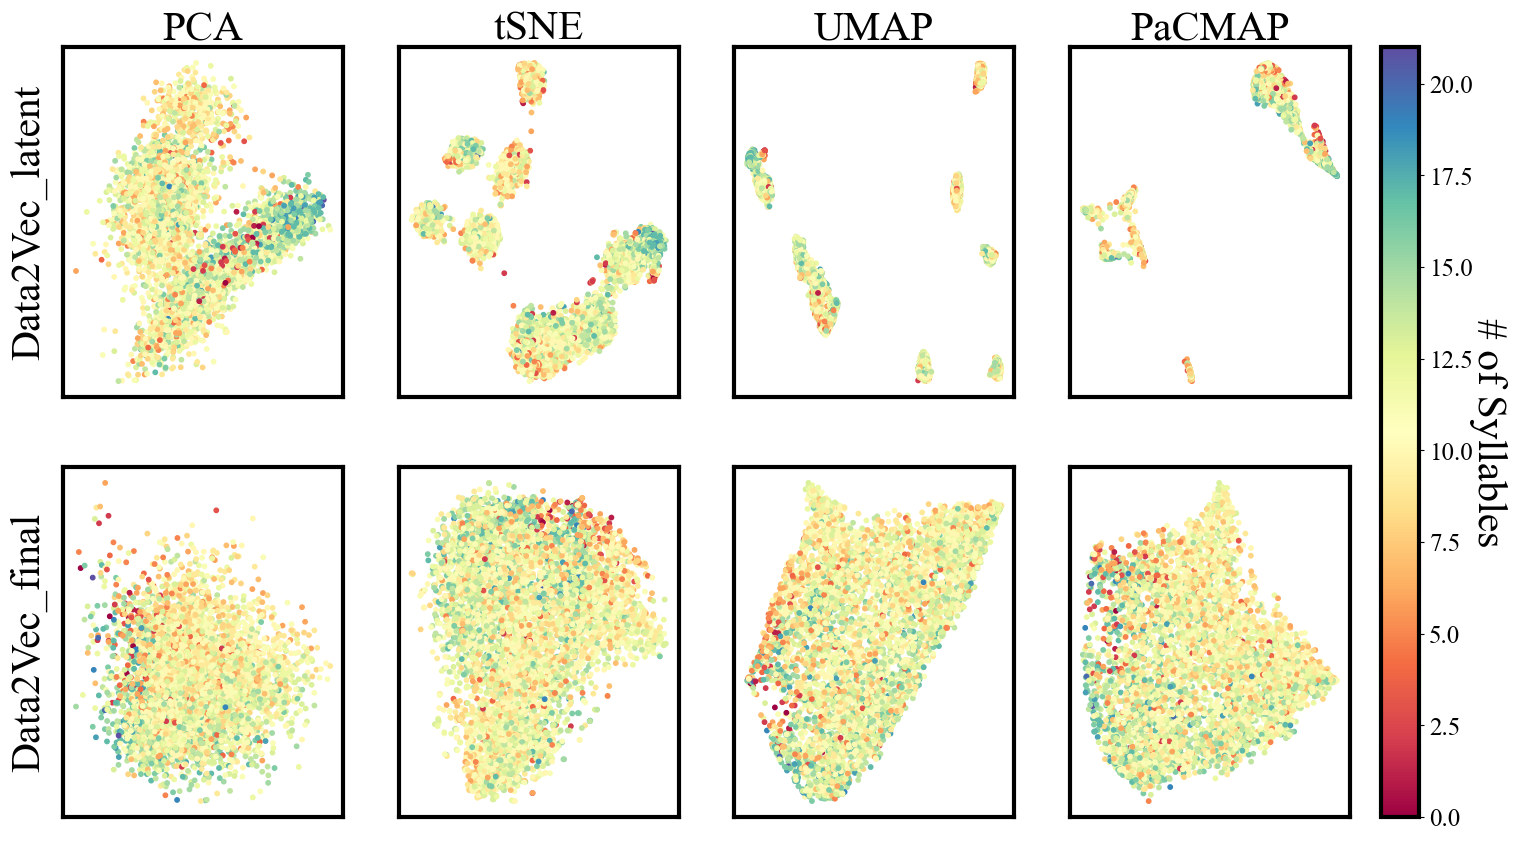 PCA
tSNE
UMAP
PaCMAP
Data2Vec_latent
Data2Vec_final
20.0
17.5
15.0
12.5
10.0
7.5
5.0
2.5
0.0
# of Syllables